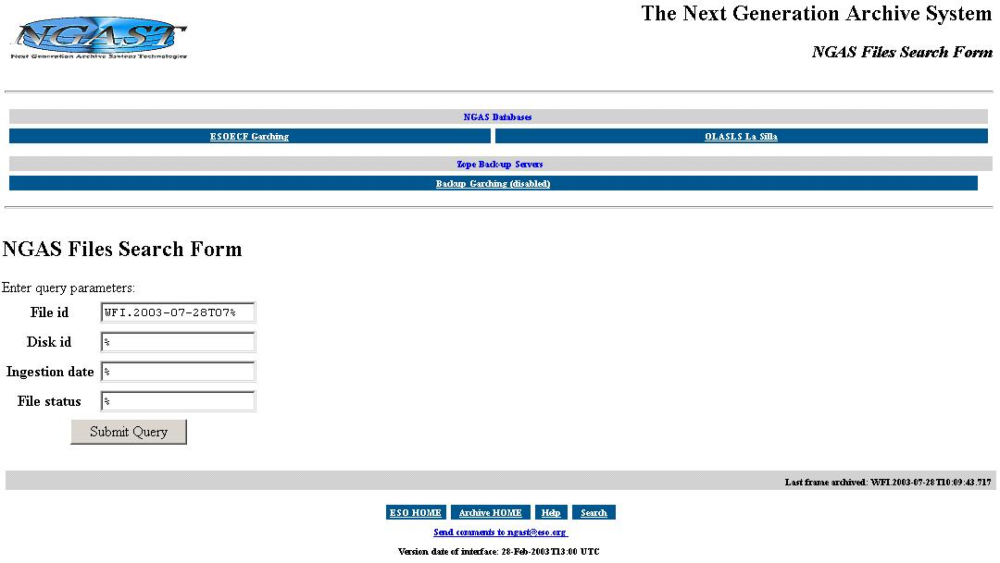 NGAST
Next Generation Archive System Technologies
The Next Generation Archive System
NGAS Files Search Form
NGAS Databases
ESOECF Garching
OLASLS La Silla
Zope Back-up Servers
Backup Garching (disabled)
NGAS Files Search Form
Enter query parameters:
File id WFI.2003-07-28T07%
Disk id %
Ingestion date %
File status %
Submit Query
Last frame archived: WFI.2003-07-28T10:09:43.717
ESO HOME Archive HOME Help Search
Send comments to ngast@eso.org
Version date of interface: 28-Feb-2003T13:00 UTC